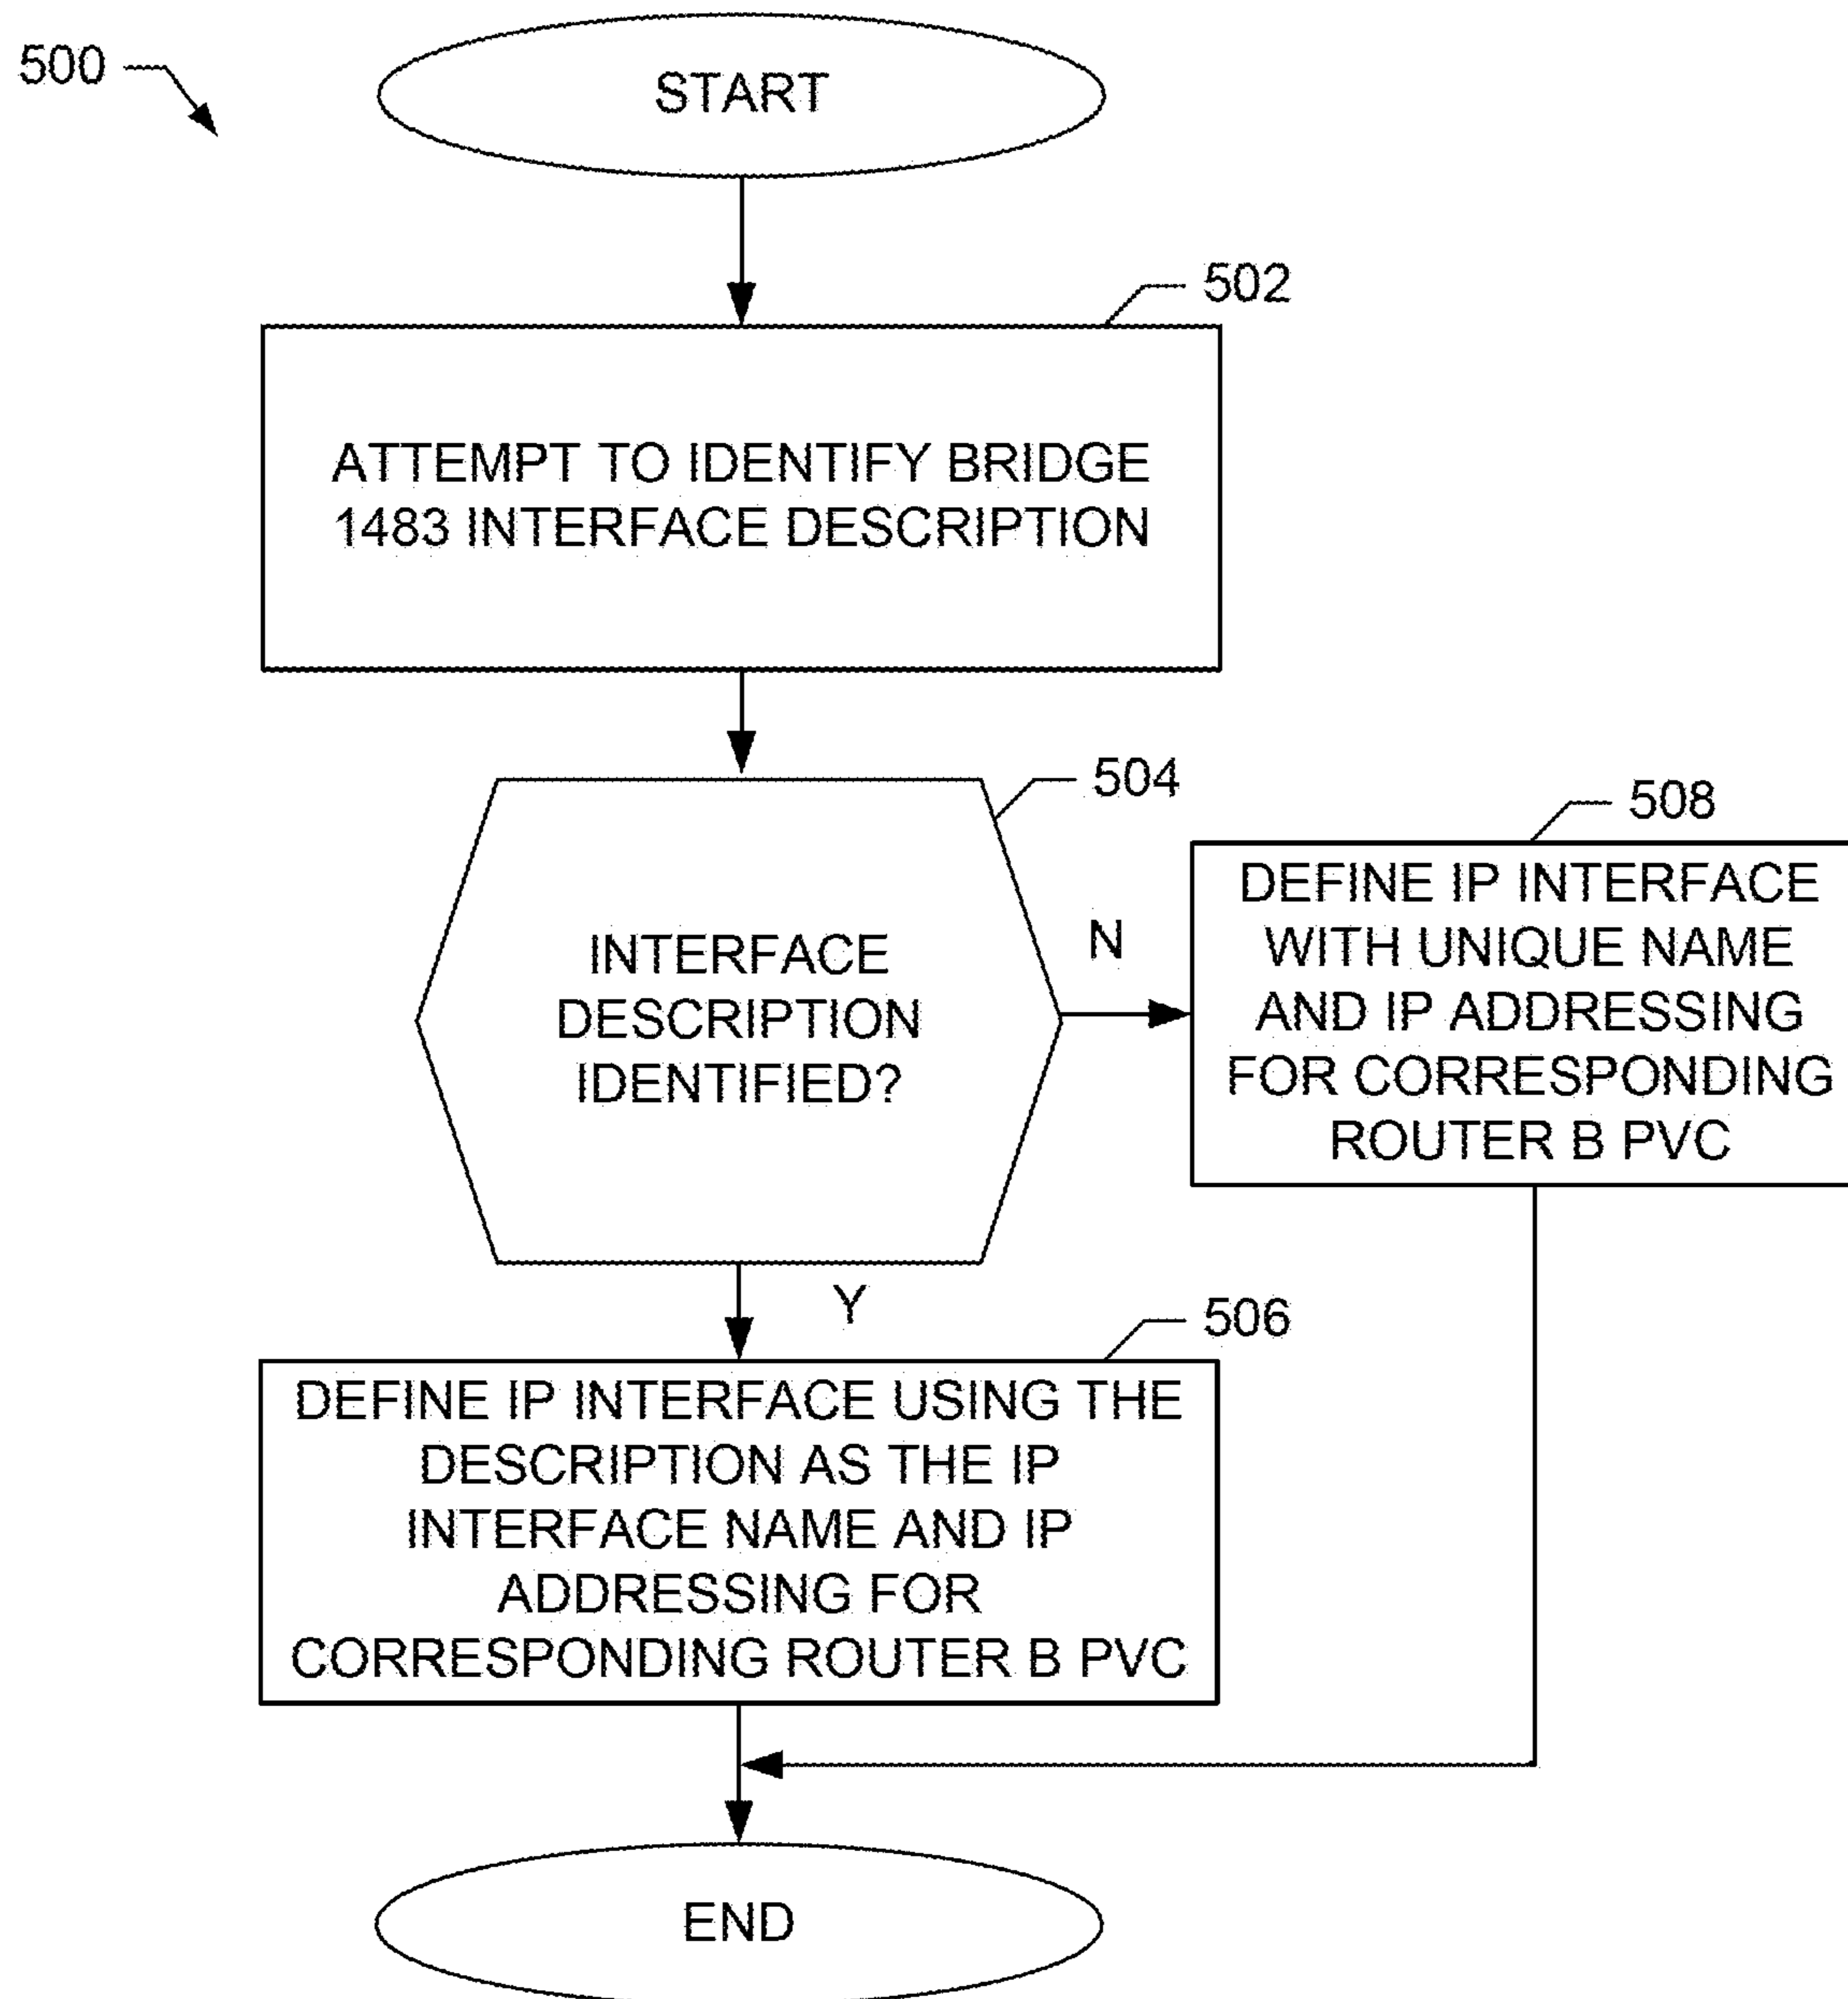 500
START
502
ATTEMPT TO IDENTIFY BRIDGE
1483 INTERFACE DESCRIPTION
504
INTERFACE
DESCRIPTION
IDENTIFIED?
N
508
DEFINE IP INTERFACE
WITH UNIQUE NAME
AND IP ADDRESSING
FOR CORRESPONDING
ROUTER B PVC
Y
506
DEFINE IP INTERFACE USING THE
DESCRIPTION AS THE IP
INTERFACE NAME AND IP
ADDRESSING FOR
CORRESPONDING ROUTER B PVC
END